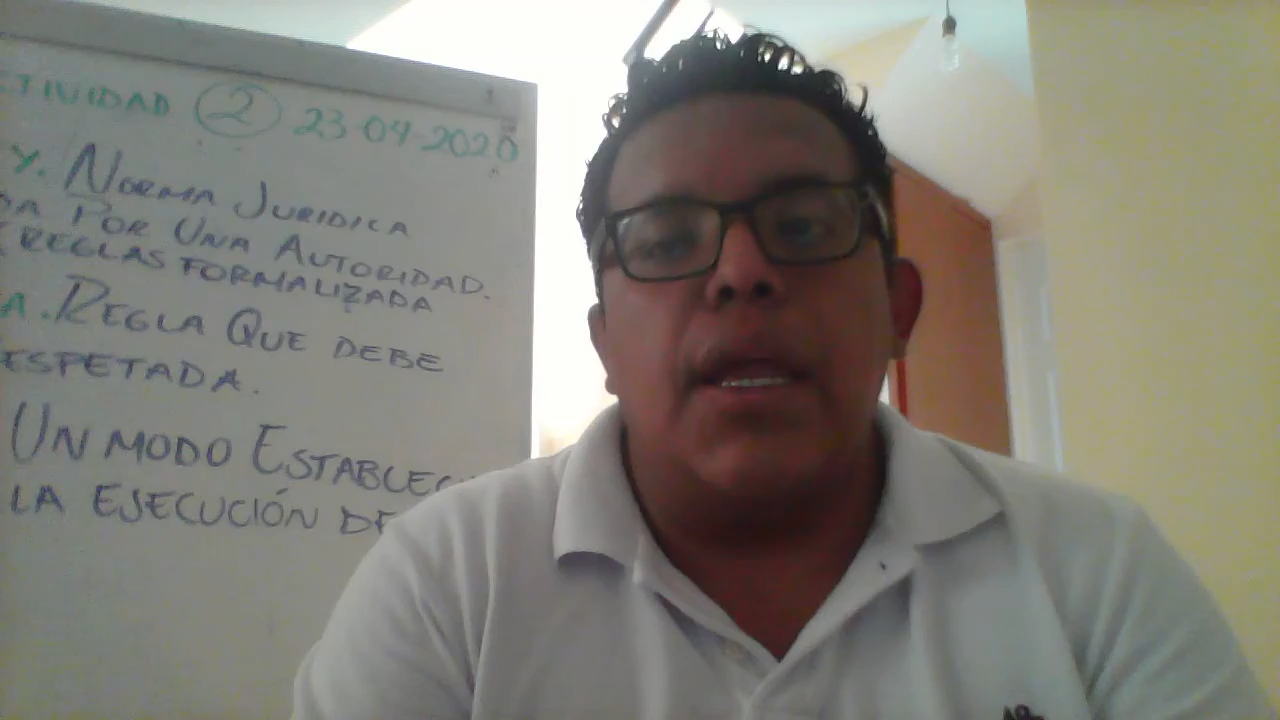 CTIVIDAD 2 23-04-2020
Y. NORMA JURIDICA
DA POR UNA AUTORIDAD.
REGLAS FORMALIZADA
A. REGLA QUE DEBE
ESPETADA.
UN MODO ESTABLEC
LA EJECUCIÓN DE